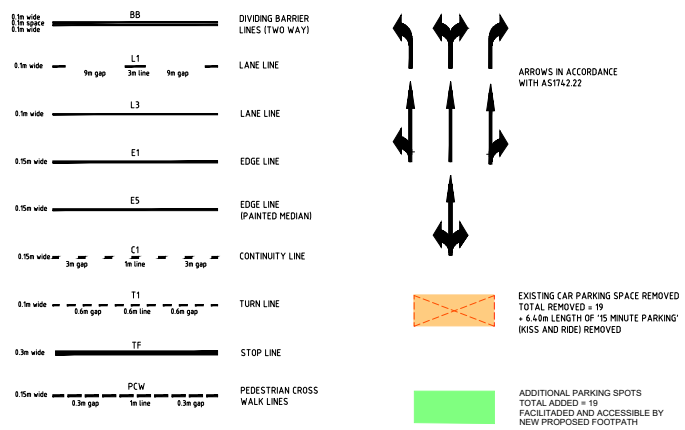 BB
0.1m wide
0.1m space
0.1m wide
DIVIDING BARRIER
LINES (TWO WAY)
L1
0.1m wide
9m gap
3m line
9m gap
LANE LINE
L3
0.1m wide
LANE LINE
E1
0.15m wide
EDGE LINE
E5
0.15m wide
EDGE LINE
(PAINTED MEDIAN)
C1
0.15m wide
3m gap
1m line
3m gap
CONTINUITY LINE
T1
0.1m wide
0.6m gap
0.6m line
0.6m gap
TURN LINE
TF
0.3m wide
STOP LINE
PCW
0.15m wide
0.3m gap
1m line
0.3m gap
PEDESTRIAN CROSS
WALK LINES
ARROWS IN ACCORDANCE
WITH AS1742.22
EXISTING CAR PARKING SPACE REMOVED
TOTAL REMOVED = 19
+ 6.40m LENGTH OF '15 MINUTE PARKING'
(KISS AND RIDE) REMOVED
ADDITIONAL PARKING SPOTS
TOTAL ADDED = 19
FACILITADED AND ACCESSIBLE BY
NEW PROPOSED FOOTPATH